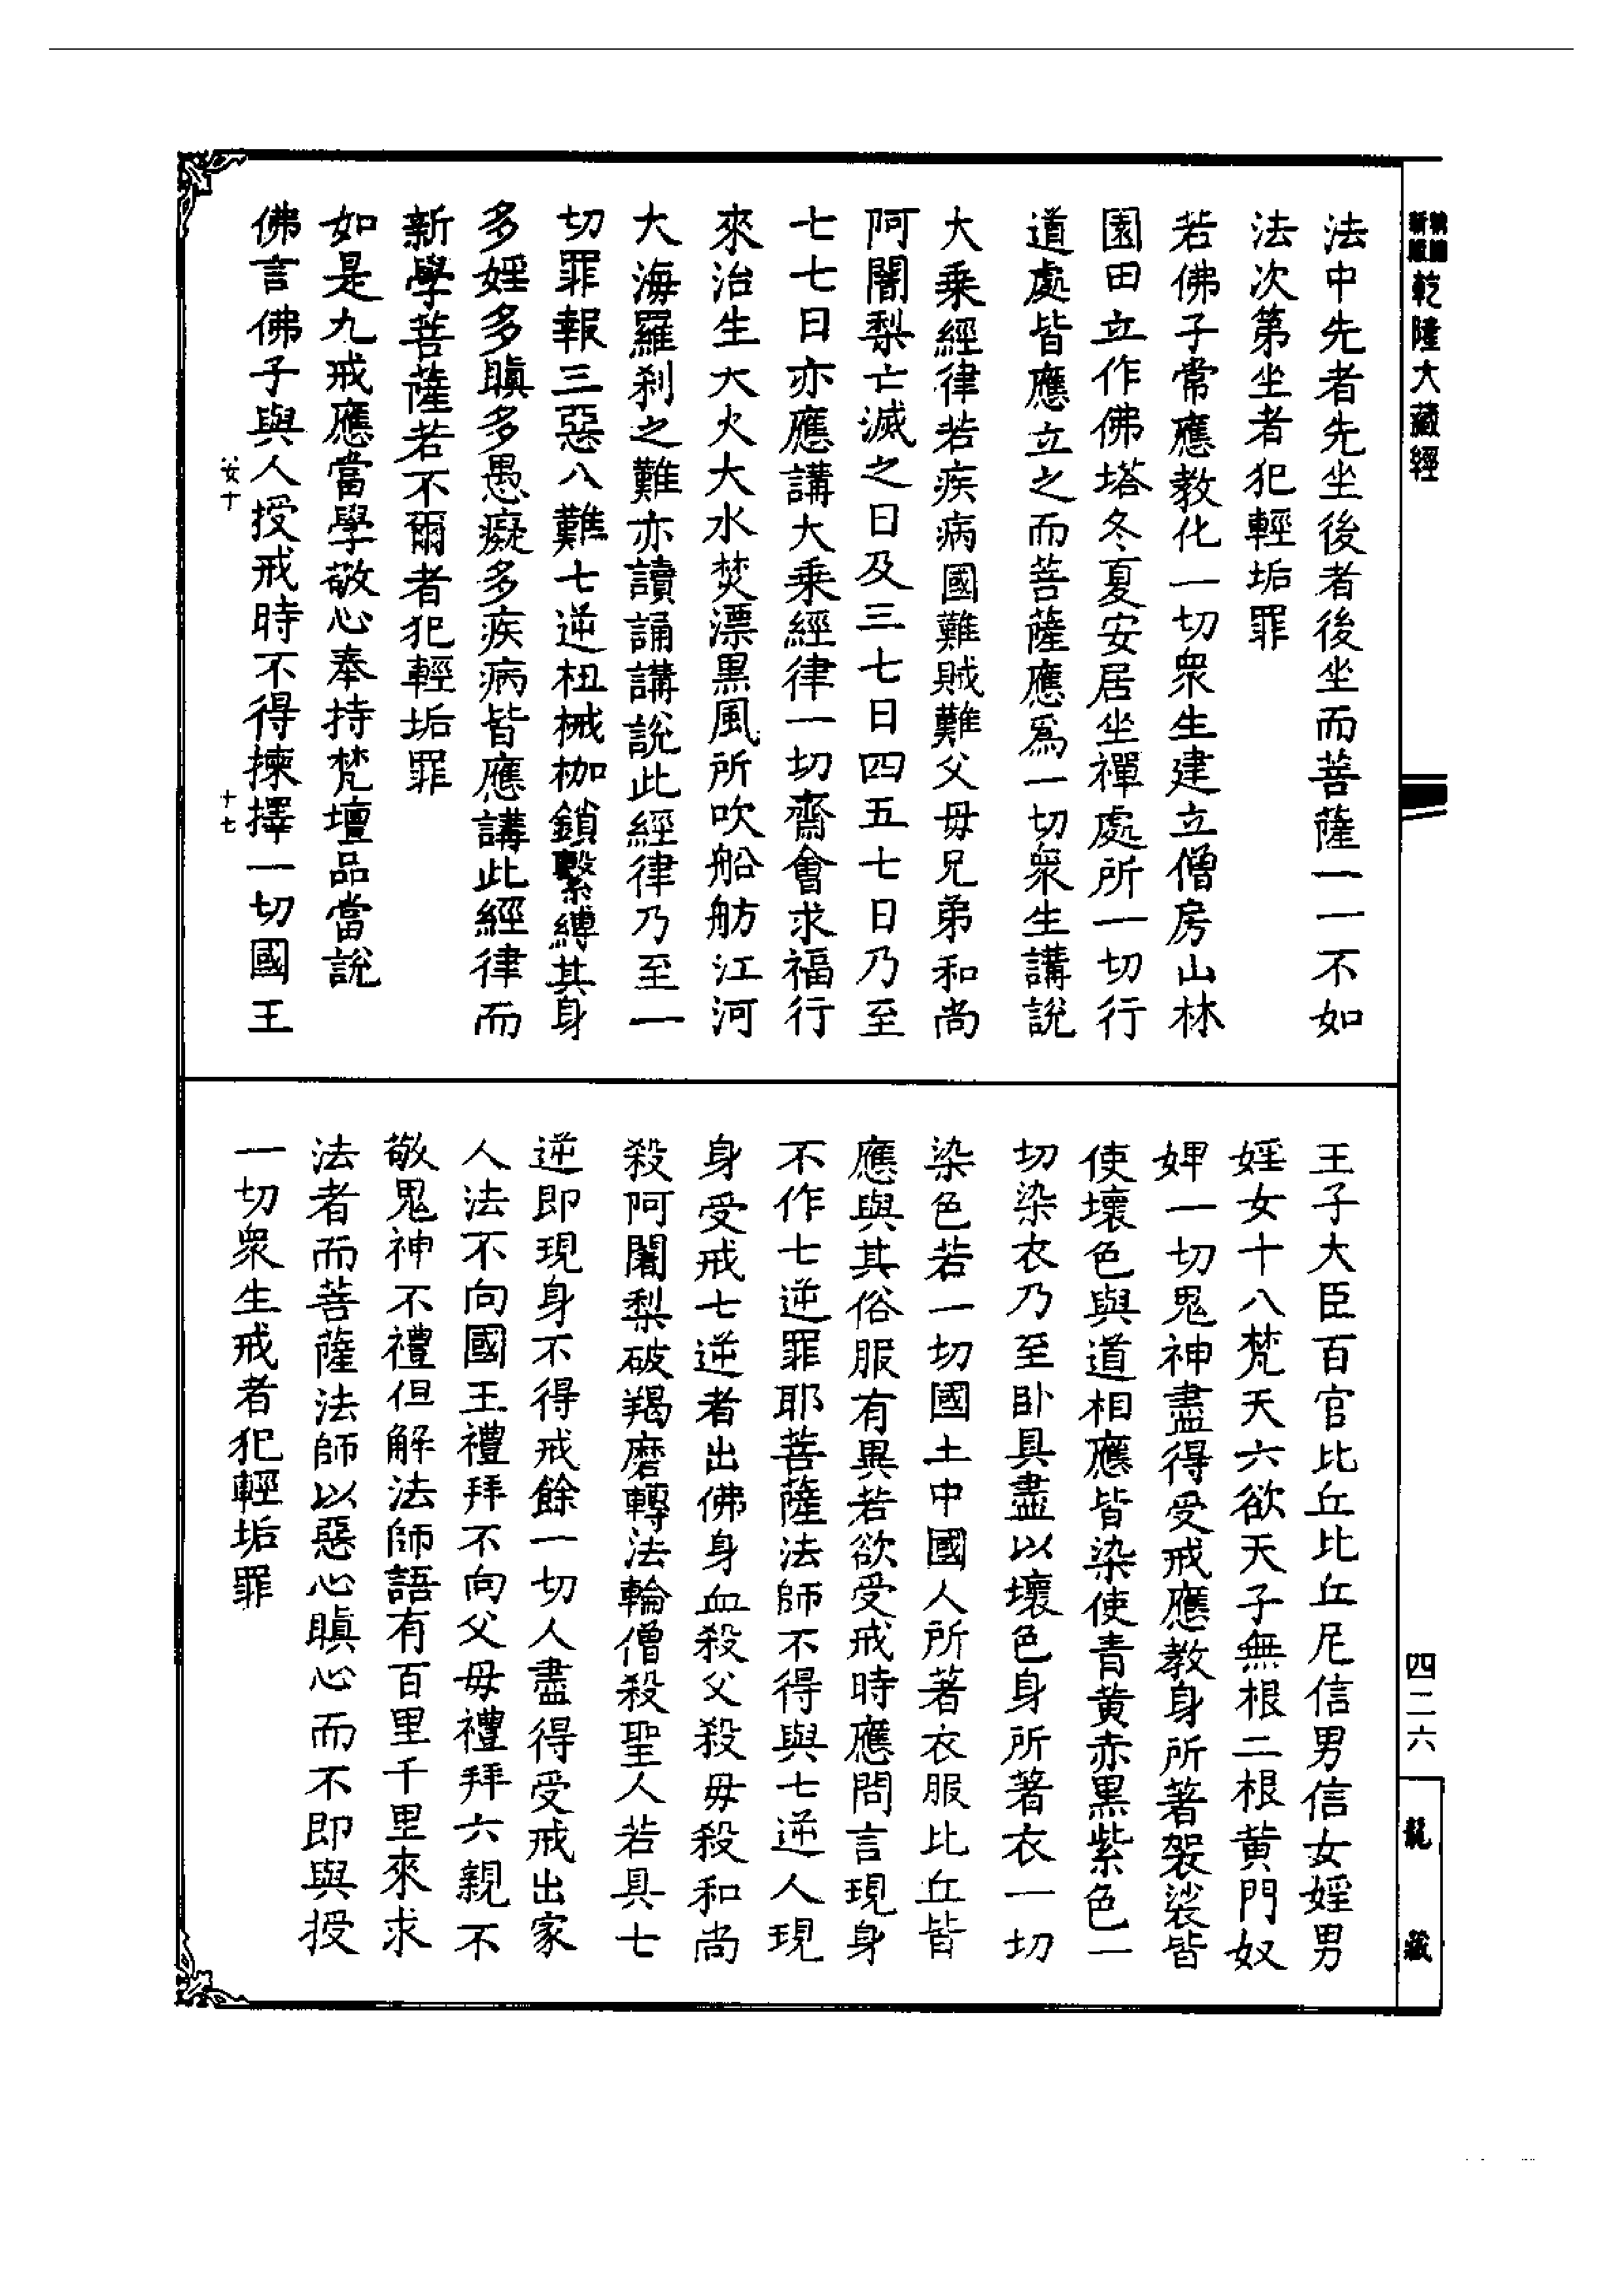 新版
乾隆大藏經
法中先者先坐後者後坐而菩薩一一不如
法次第坐者犯輕垢罪
若佛子常應教化一切眾生建立僧房山林
園田立作佛塔冬夏安居坐禪處所一切行
道處皆應立之而菩薩應為一切眾生講說
大乘經律若疾病國難賊難父母兄弟和尚
阿闍梨亡滅之日及三七日四五七日乃至
七七日亦應講大乘經律一切齋會求福行
來治生大火大水焚漂黑風所吹船舫江河
大海羅剎之難亦讀誦講說此經律乃至一
切罪報三惡八難七逆杻械枷鎖繫縛其身
多婬多瞋多愚癡多疾病皆應講此經律而
新學菩薩若不爾者犯輕垢罪
如是九戒應當學敬心奉持梵壇品當說
佛言佛子與人授戒時不得揀擇一切國王
安十
十七
王子大臣百官比丘比丘尼信男信女婬男
婬女十八梵天六欲天子無根二根黃門奴
婢一切鬼神盡得受戒應教身所著袈裟皆
使壞色與道相應皆染使青黃赤黑紫色一
切染衣乃至臥具盡以壞色身所著衣一切
染色若一切國土中國人所著衣服比丘皆
應與其俗服有異若欲受戒時應問言現身
不作七逆罪耶菩薩法師不得與七逆人現
身受戒七逆者出佛身血殺父殺母殺和尚
殺阿闍梨破羯磨轉法輪僧殺聖人若具七
逆即現身不得戒餘一切人盡得受戒出家
人法不向國王禮拜不向父母禮拜六親不
敬鬼神不禮但解法師語有百里千里來求
法者而菩薩法師以惡心瞋心而不即與授
一切眾生戒者犯輕垢罪
四二六
龍藏